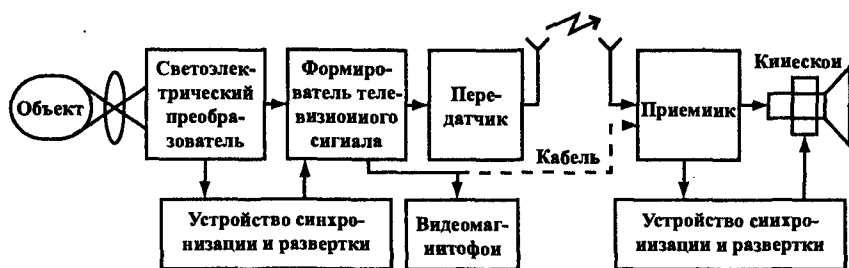 Объект
Светоэлек-
трический
преобра-
зователь
Формиро-
ватель теле-
визионного
сигнала
Пере-
датчик
Кабель
Приемник
Кинескоп
Устройство синхро-
низации и развертки
Видеомаг-
нитофон
Устройство синхро-
низации и развертки